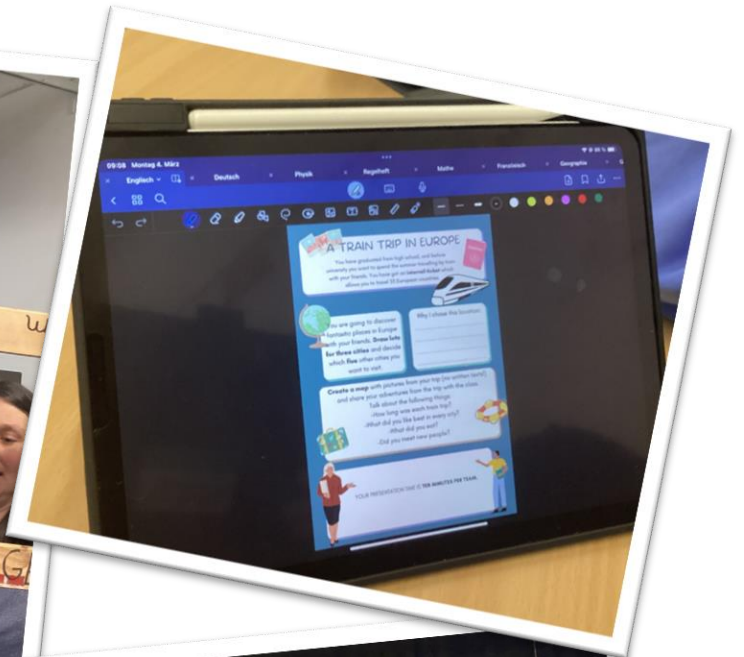 09:08 Montag 4. März
Englisch
Deutsch
Physik
Regelheft
Mathe
Französisch
Geographie
A TRAIN TRIP IN EUROPE
You have graduated from high school, and before
university you want to spend the summer travelling by train
with your friends. You have got an interrail-ticket which
allows you to travel 33 European countries.
You are going to discover
fantastic places in Europe
with your friends. Draw lots
for three cities and decide
which five other cities you
want to visit.
Why I chose this location:
Create a map with pictures from your trip (no written texts!)
and share your adventures from the trip with the class.
Talk about the following things:
-How long was each train trip?
-What did you like best in every city?
-What did you eat?
-Did you meet new people?
YOUR PRESENTATION TIME IS TEN MINUTES PER TEAM.